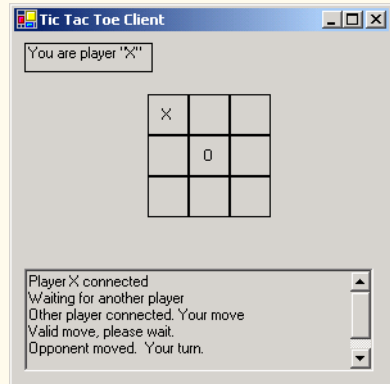 Tic Tac Toe Client
You are player "X"
X
O
Player X connected
Waiting for another player
Other player connected. Your move
Valid move, please wait.
Opponent moved.  Your turn.